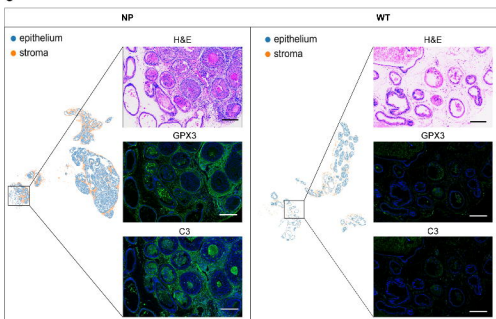 NP
WT
epithelium
stroma
H&E
GPX3
C3
epithelium
stroma
H&E
GPX3
C3